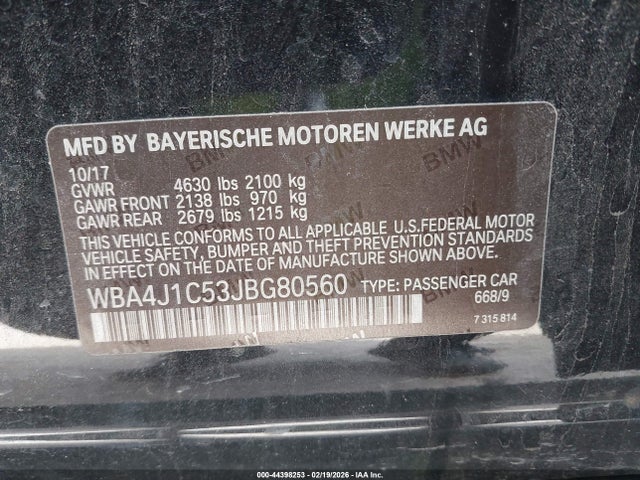 MFD BY BAYERISCHE MOTOREN WERKE AG
10/17
GVWR 4630 lbs 2100 kg
GAWR FRONT 2138 lbs 970 kg
GAWR REAR 2679 lbs 1215 kg
THIS VEHICLE CONFORMS TO ALL APPLICABLE U.S.FEDERAL MOTOR
VEHICLE SAFETY, BUMPER AND THEFT PREVENTION STANDARDS
IN EFFECT ON THE DATE OF MANUFACTURE SHOWN ABOVE.
WBA4J1C53JBG80560 TYPE: PASSENGER CAR
668/9
7 315 814
000-44398253 - 02/19/2026 - IAA Inc.